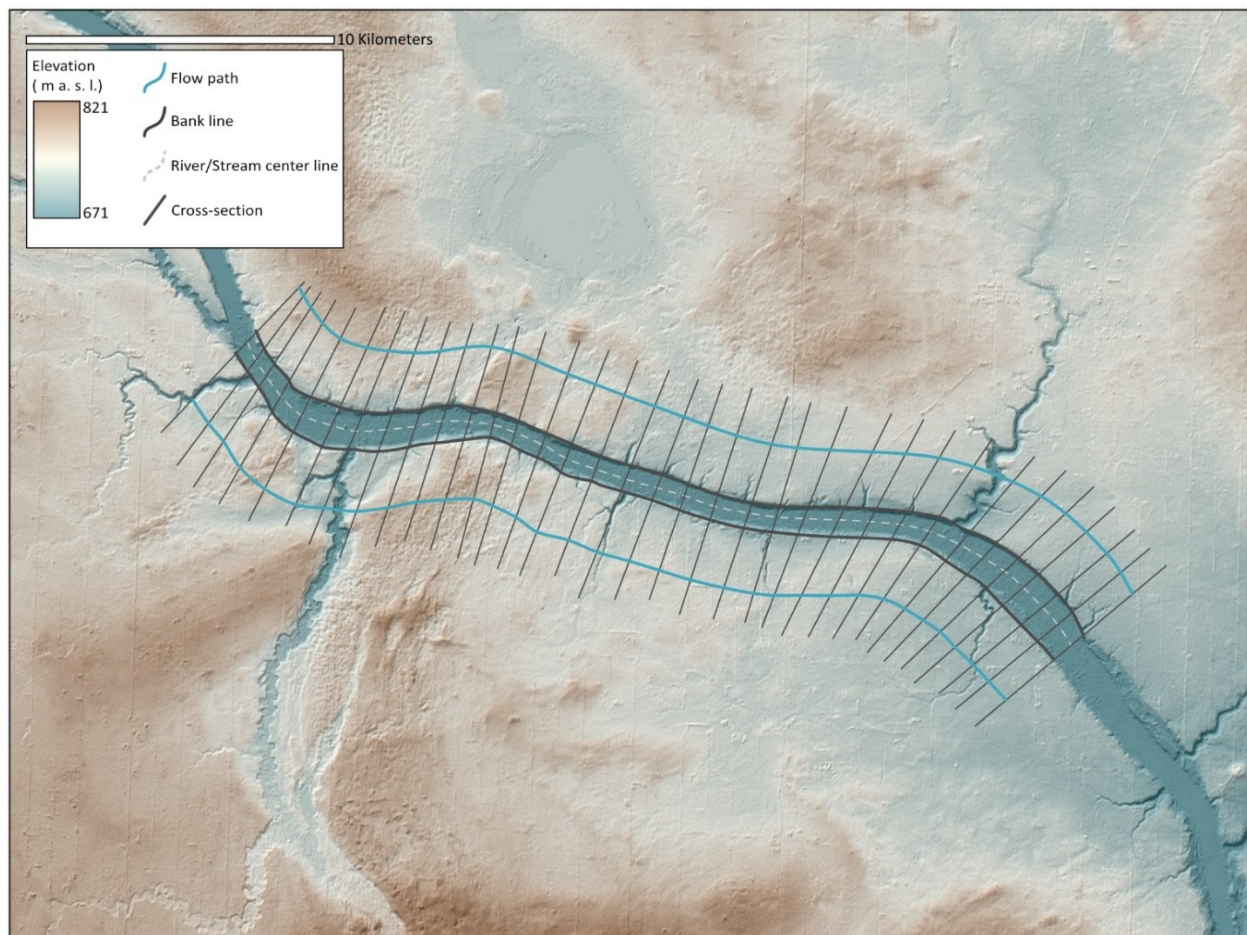 10 Kilometers
Elevation
( m a. s. l.)
821
671
Flow path
Bank line
River/Stream center line
Cross-section